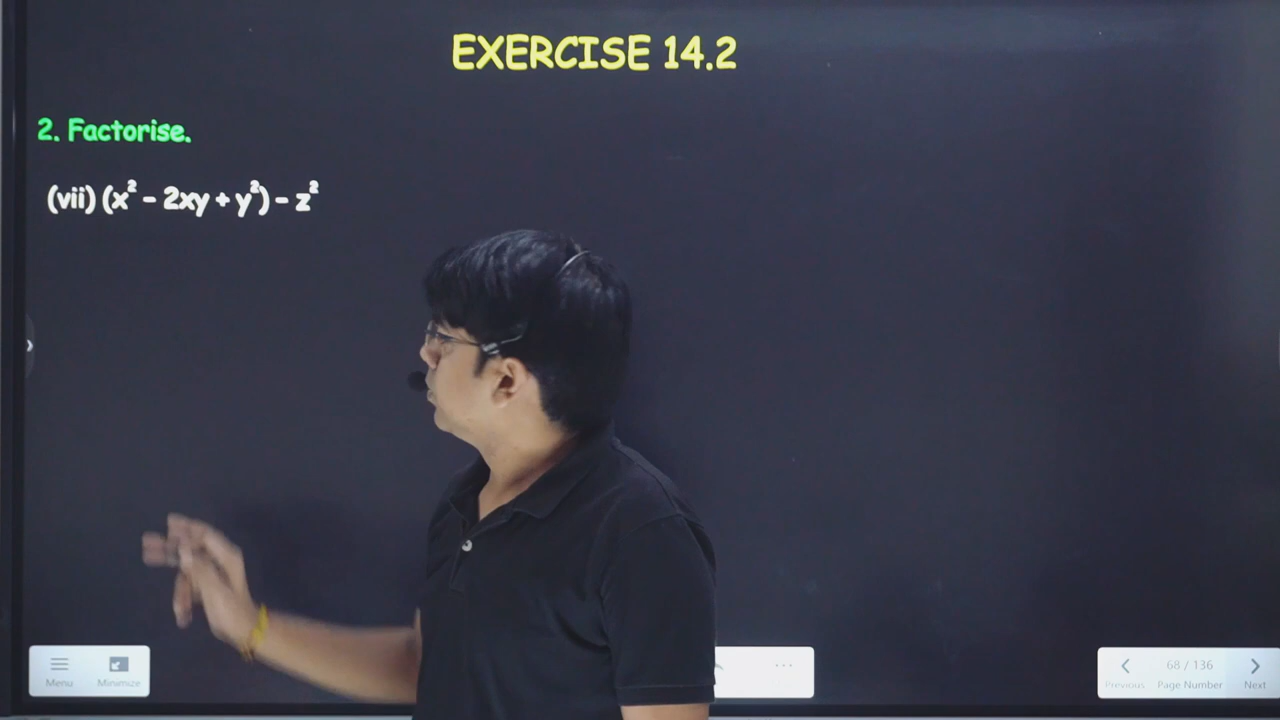 EXERCISE 14.2
2. Factorise.
(vii) (x² - 2xy + y²) - z²
Menu
Minimize
Previous
68 / 136
Page Number
Next